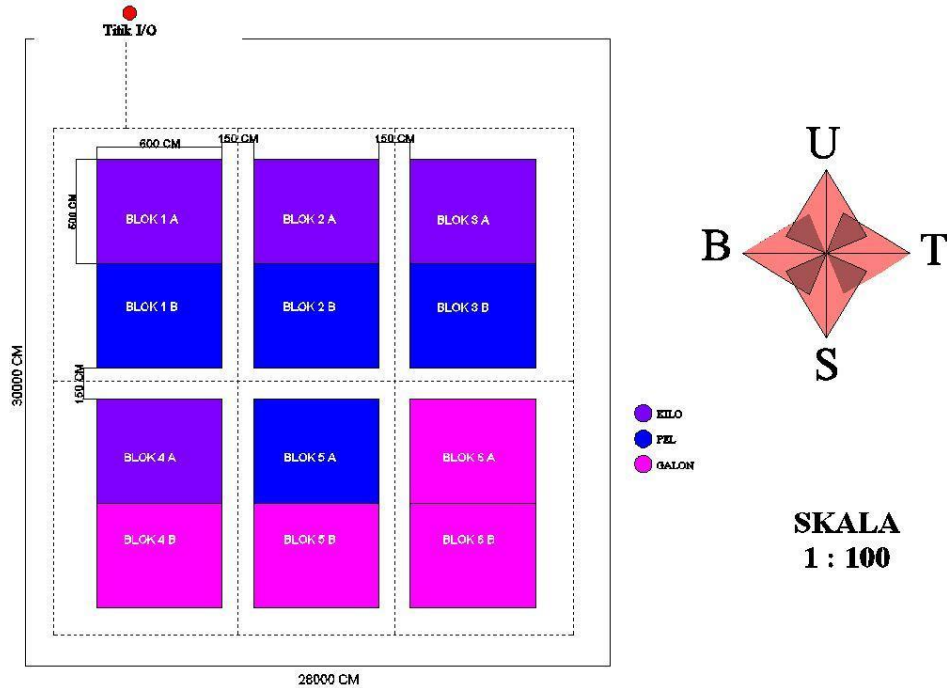 Titik I/O
600 CM
150 CM
150 CM
500 CM
BLOK 1 A
BLOK 2 A
BLOK 3 A
BLOK 1 B
BLOK 2 B
BLOK 3 B
30000 CM
150 CM
BLOK 4 A
BLOK 5 A
BLOK 6 A
BLOK 4 B
BLOK 5 B
BLOK 6 B
28000 CM
U
B
T
S
KILO
PEL
GALON
SKALA
1 : 100